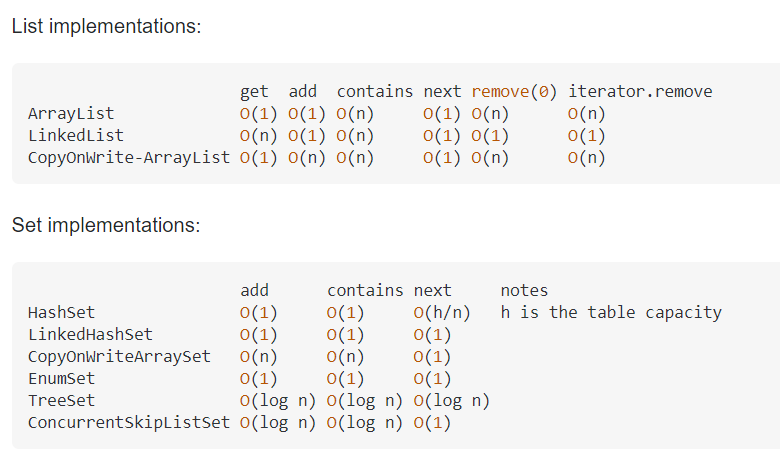 List implementations:
get add contains next remove(0) iterator.remove
ArrayList O(1) O(1) O(n) O(1) O(n) O(n)
LinkedList O(n) O(1) O(n) O(1) O(1) O(1)
CopyOnWrite-ArrayList O(1) O(n) O(n) O(1) O(n) O(n)
Set implementations:
add contains next notes
HashSet O(1) O(1) O(h/n) h is the table capacity
LinkedHashSet O(1) O(1) O(1)
CopyOnWriteArraySet O(n) O(n) O(1)
EnumSet O(1) O(1) O(1)
TreeSet O(log n) O(log n) O(log n)
ConcurrentSkipListSet O(log n) O(log n) O(1)